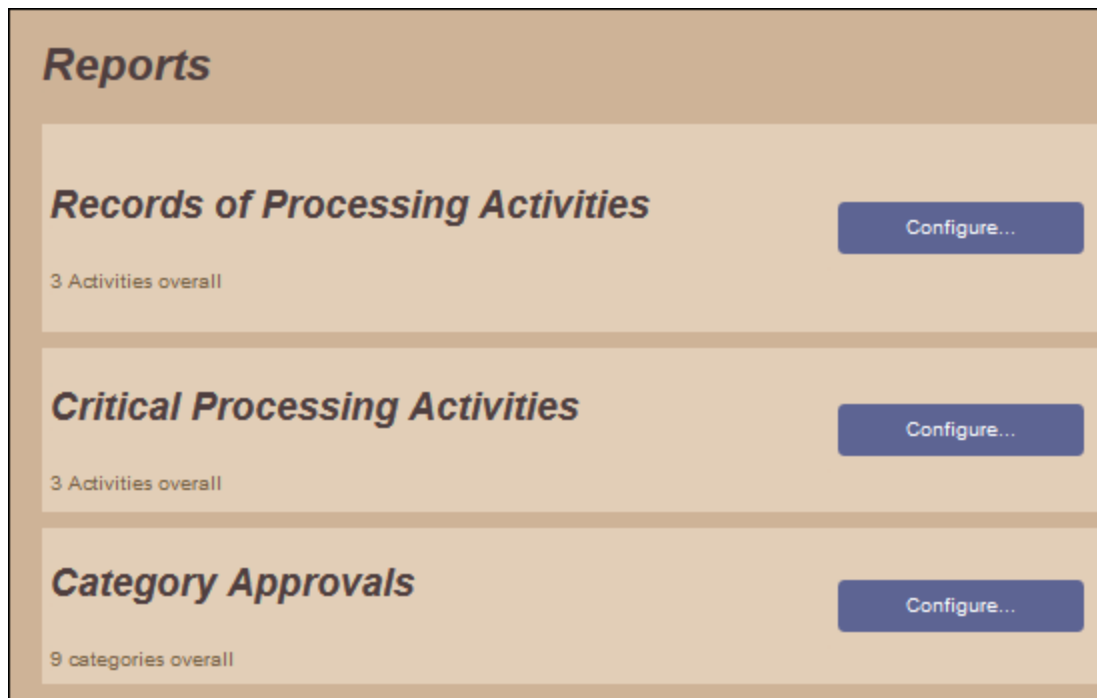 Reports
Records of Processing Activities
Configure...
3 Activities overall
Critical Processing Activities
Configure...
3 Activities overall
Category Approvals
Configure...
9 categories overall